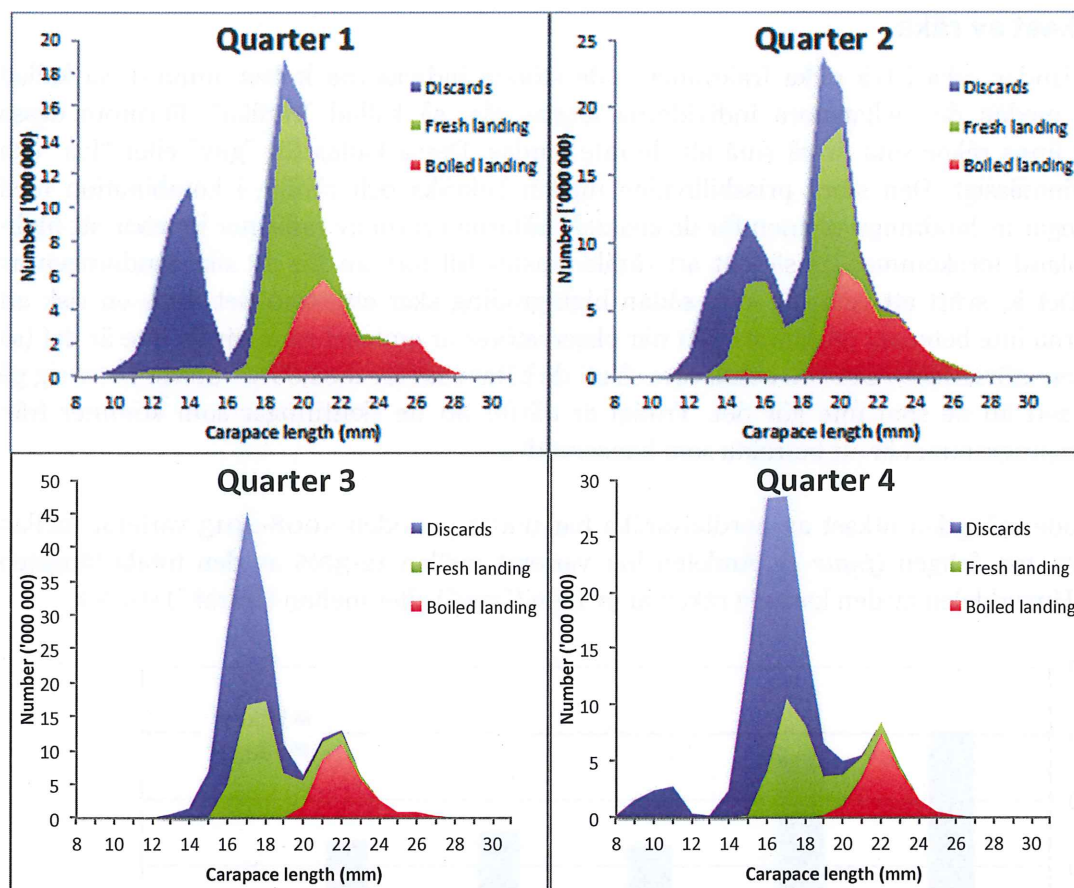 Quarter 1
Number ['000 000)
20
18
16
14
12
10
8
6
4
2
0
Discards
Fresh landing
Boiled landing
8 10 12 14 16 18 20 22 24 26 28 30
Carapace length (mm)
Quarter 2
Number ('000 000)
25
20
15
10
5
0
Discards
Fresh landing
Boiled landing
8 10 12 14 16 18 20 22 24 26 28 30
Carapace length (mm)
Quarter 3
Number ('000 000)
50
45
40
35
30
25
20
15
10
5
0
Discards
Fresh landing
Boiled landing
8 10 12 14 16 18 20 22 24 26 28 30
Carapace length (mm)
Quarter 4
Number ('000 000)
30
25
20
15
10
5
0
Discards
Fresh landing
Boiled landing
8 10 12 14 16 18 20 22 24 26 28 30
Carapace length (mm)